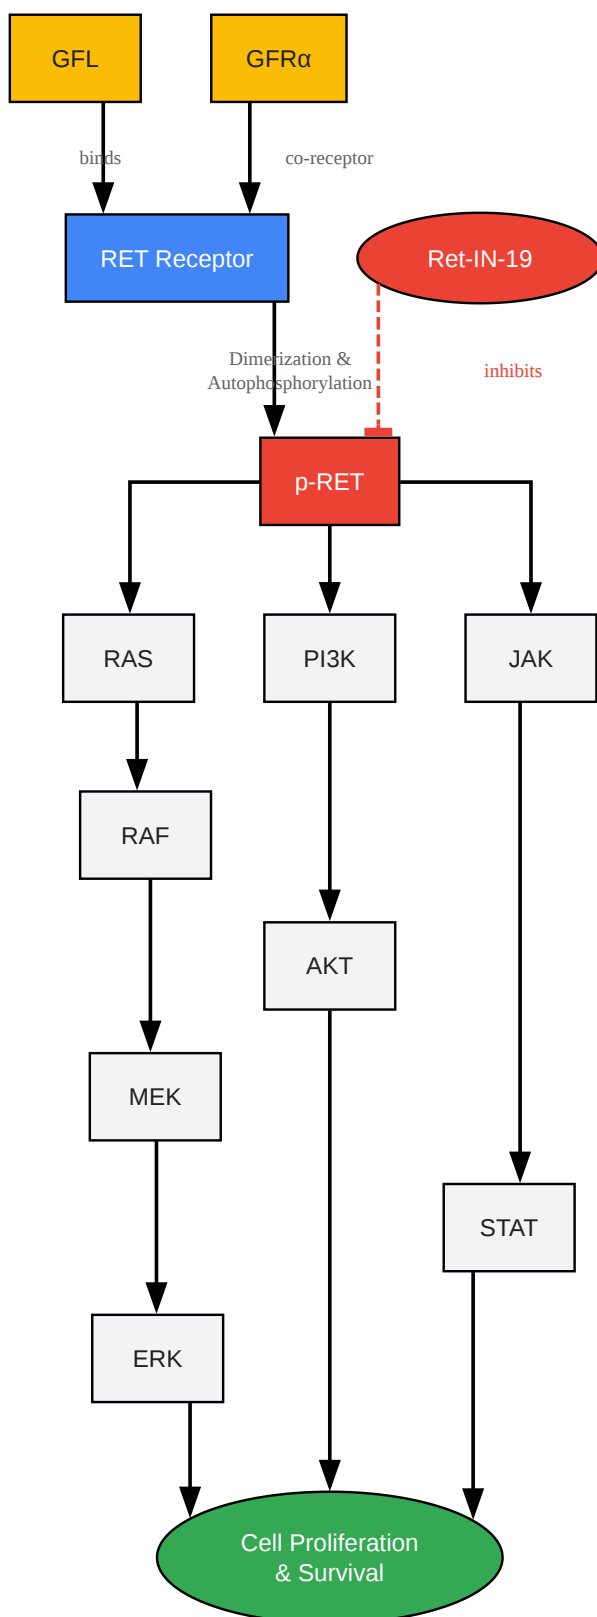 GFL
GFRα
binds
co-receptor
RET Receptor
Ret-IN-19
Dimerization &
Autophosphorylation
inhibits
p-RET
RAS
PI3K
JAK
RAF
AKT
MEK
STAT
ERK
Cell Proliferation
& Survival